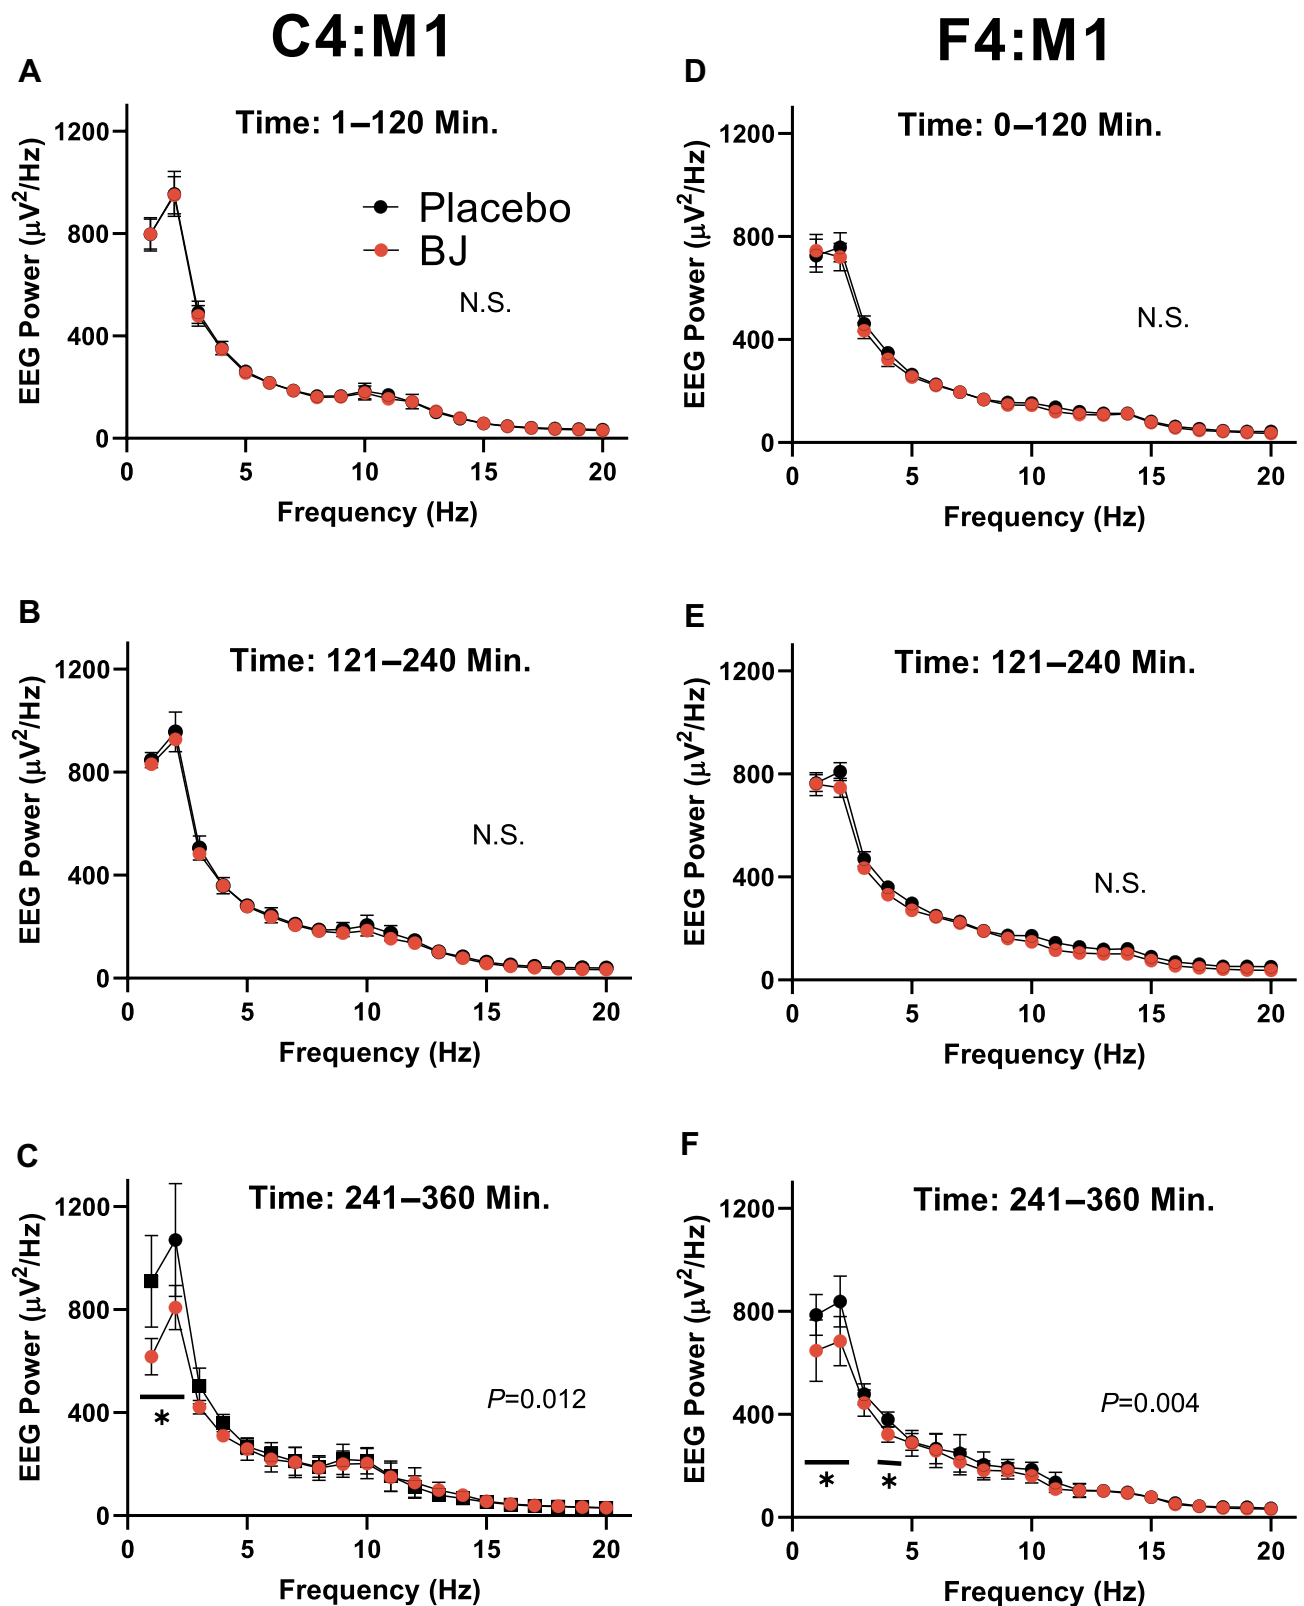 C4:M1
F4:M1
A
Time: 1–120 Min.
EEG Power (μV²/Hz)
1200
800
400
0
Placebo
BJ
N.S.
0 5 10 15 20
Frequency (Hz)
D
Time: 0–120 Min.
EEG Power (μV²/Hz)
1200
800
400
0
N.S.
0 5 10 15 20
Frequency (Hz)
B
Time: 121–240 Min.
EEG Power (μV²/Hz)
1200
800
400
0
N.S.
0 5 10 15 20
Frequency (Hz)
E
Time: 121–240 Min.
EEG Power (μV²/Hz)
1200
800
400
0
N.S.
0 5 10 15 20
Frequency (Hz)
C
Time: 241–360 Min.
EEG Power (μV²/Hz)
1200
800
400
0
P=0.012
*
0 5 10 15 20
Frequency (Hz)
F
Time: 241–360 Min.
EEG Power (μV²/Hz)
1200
800
400
0
P=0.004
* *
0 5 10 15 20
Frequency (Hz)